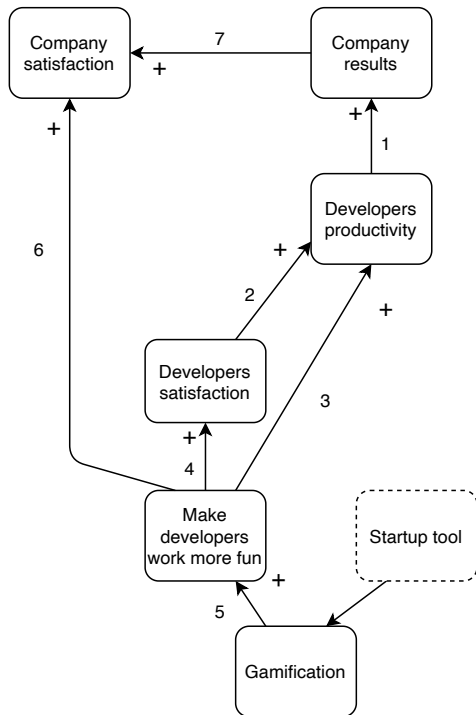 Company
satisfaction
7
+
Company
results
+
+
1
6
Developers
productivity
+
2
+
3
Developers
satisfaction
+
4
Make
developers
work more fun
+
Startup tool
5
Gamification